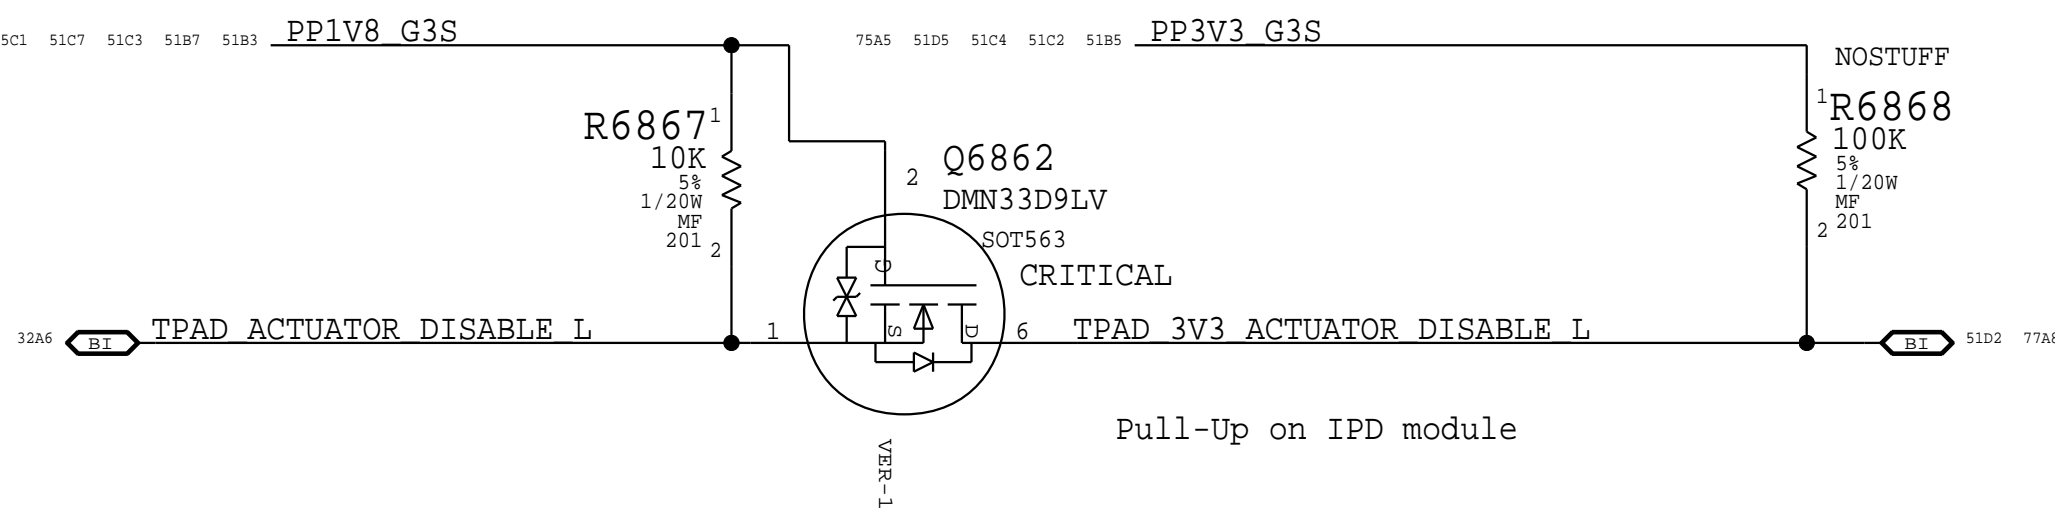 5C1 51C7 51C3 51B7 51B3 PP1V8_G3S
75A5 51D5 51C4 51C2 51B5 PP3V3_G3S
NOSTUFF
R6867 1
10K
5%
1/20W
MF
201 2
2 Q6862
DMN33D9LV
SOT563
CRITICAL
1 R6868
100K
5%
1/20W
MF
2 201
G
S
D
32A6 BI TPAD_ACTUATOR_DISABLE_L 1
6 TPAD_3V3_ACTUATOR_DISABLE_L BI 51D2 77A8
Pull-Up on IPD module
VER-1